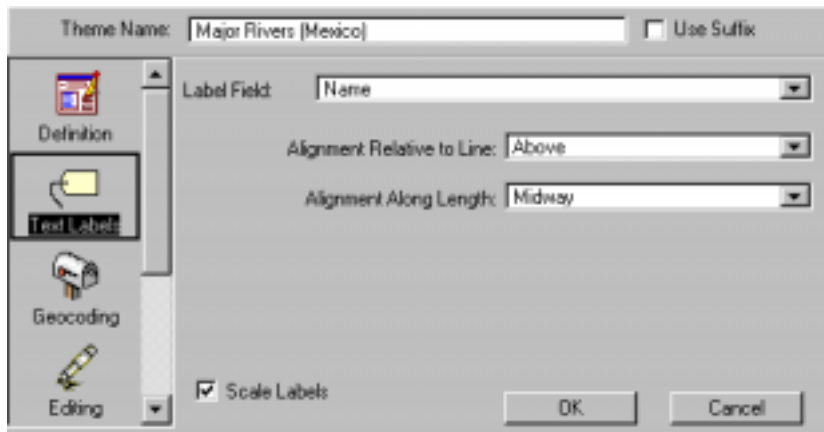 Theme Name: Major Rivers (Mexico) Use Suffix
Definition
Text Labels
Geocoding
Editing
Label Field: Name
Alignment Relative to Line: Above
Alignment Along Length: Midway
Scale Labels
OK Cancel